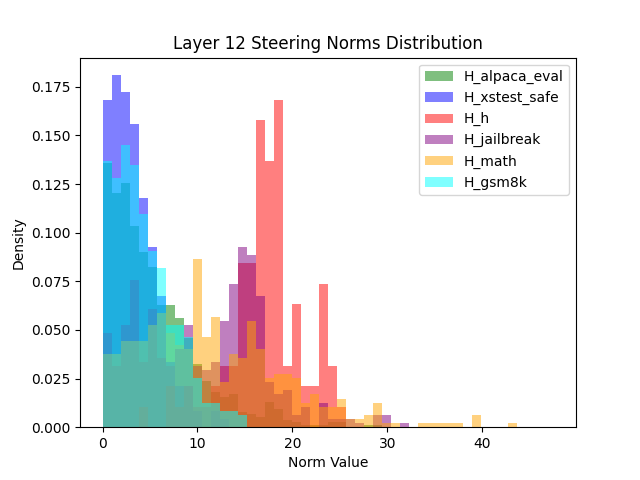 Layer 12 Steering Norms Distribution
H_alpaca_eval
H_xstest_safe
H_h
H_jailbreak
H_math
H_gsm8k
0.175
0.150
0.125
0.100
0.075
0.050
0.025
0.000
Density
0 10 20 30 40
Norm Value